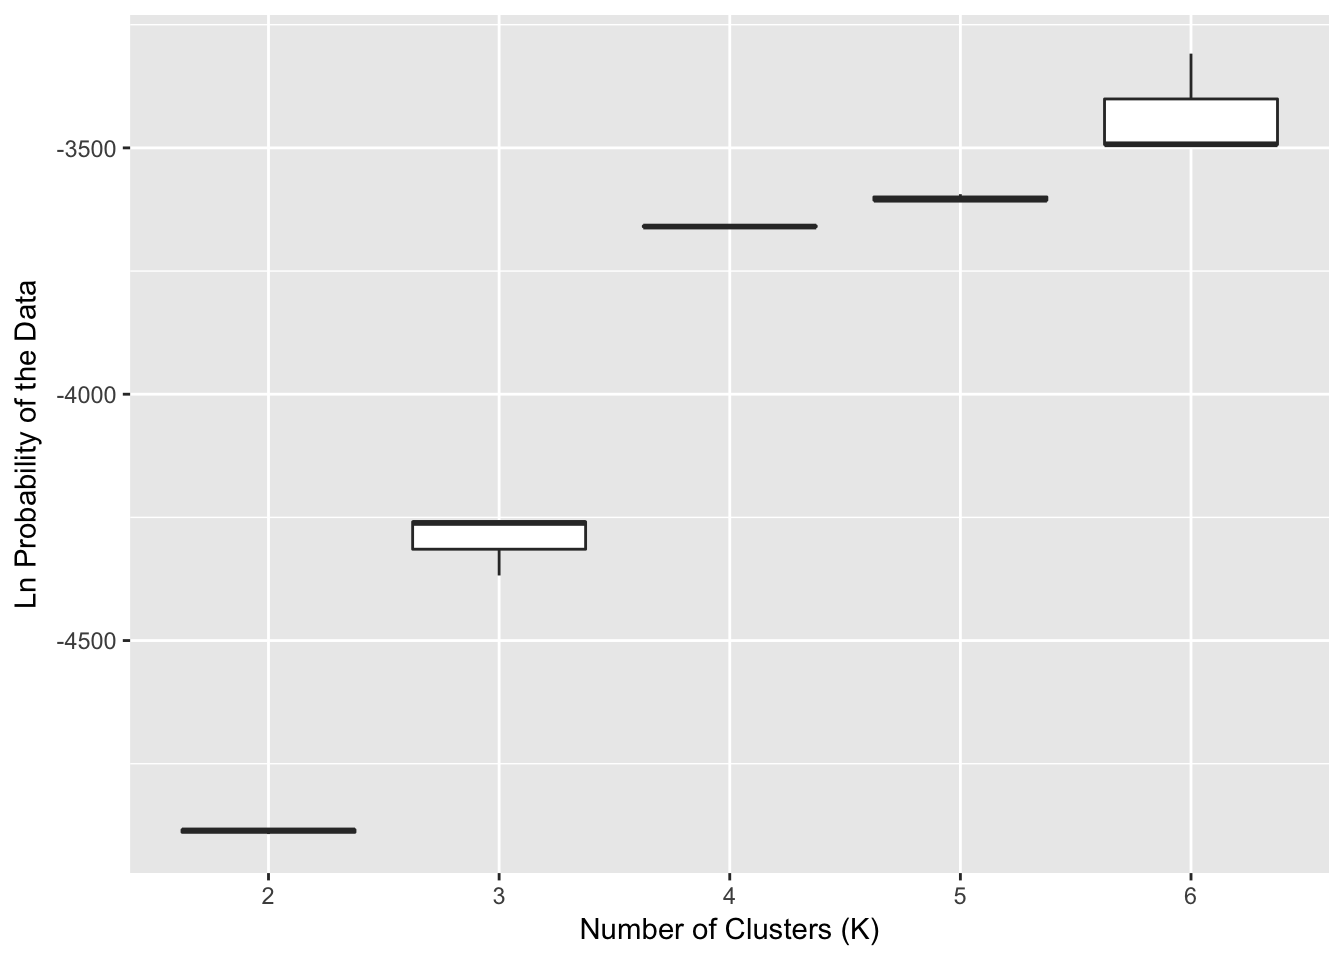 Ln Probability of the Data
-3500
-4000
-4500
2 3 4 5 6
Number of Clusters (K)